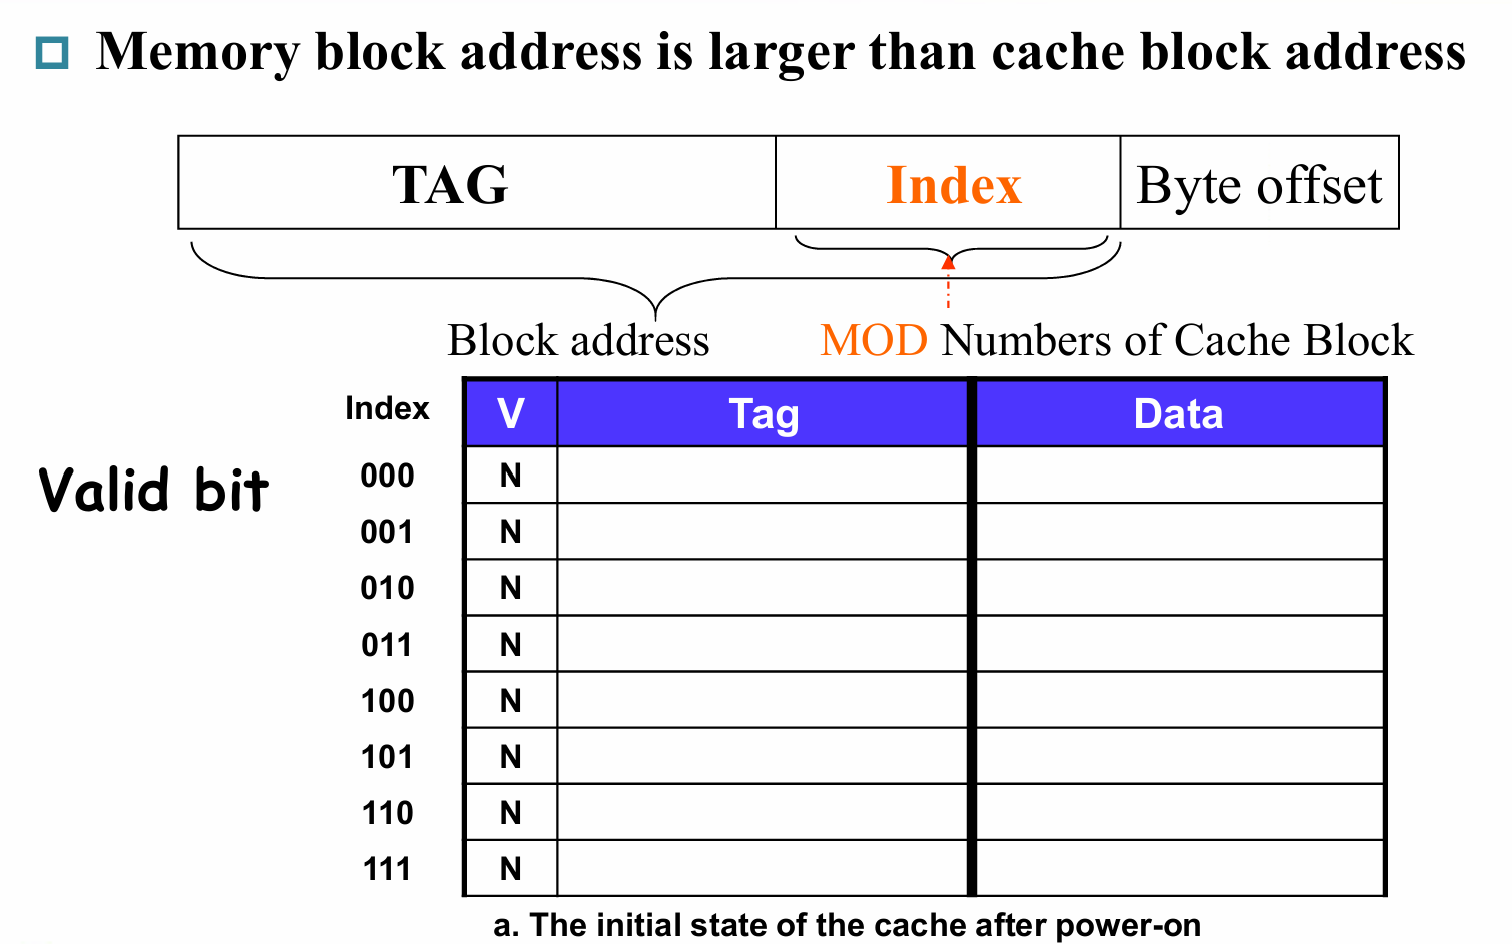 Memory block address is larger than cache block address
TAG Index Byte offset
Block address MOD Numbers of Cache Block
Index V Tag Data
Valid bit
000 N
001 N
010 N
011 N
100 N
101 N
110 N
111 N
a. The initial state of the cache after power-on